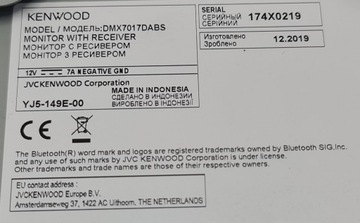 KENWOOD
MODEL / МОДЕЛЬ:DMX7017DABS
MONITOR WITH RECEIVER
МОНИТОР С РЕСИВЕРОМ
МОНІТОР З РЕСИВЕРОМ
SERIAL
СЕРИЙНЫЙ
СЕРІЙНИЙ
174X0219
Изготовлено
Зроблено
12.2019
12V ⎓ 7A NEGATIVE GND
JVCKENWOOD Corporation
YJ5-149E-00
MADE IN INDONESIA
СДЕЛАНО В ИНДОНЕЗИИ
ВИРОБЛЕНО В ІНДОНЕЗІЇ
CE
The Bluetooth(R) word mark and logos are registered trademarks owned by Bluetooth SIG,Inc.
and any use of such marks by JVC KENWOOD Corporation is under license.
Other trademarks and trade names are those of their respective owners.
EU contact address :
JVCKENWOOD Europe B.V.
Amsterdamseweg 37, 1422 AC Uithoorn, THE NETHERLANDS